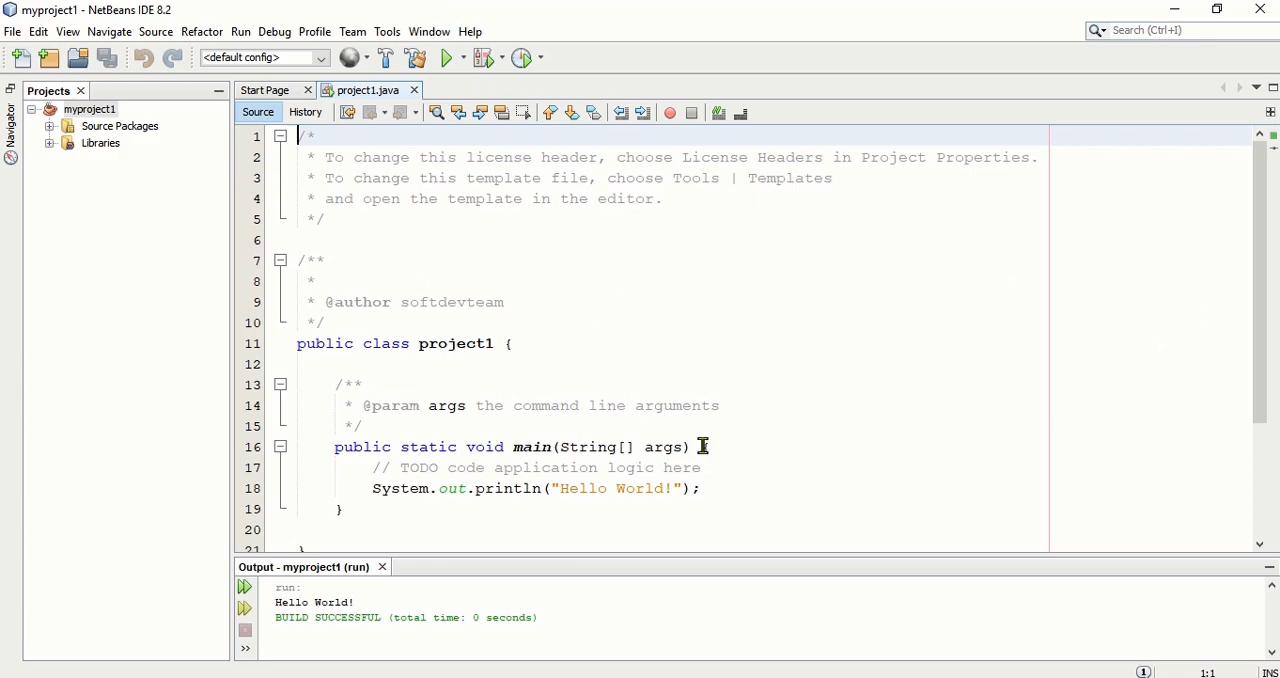 myproject1 - NetBeans IDE 8.2
File Edit View Navigate Source Refactor Run Debug Profile Team Tools Window Help
Search (Ctrl+I)
<default config>
Projects
Start Page
project1.java
Navigator
myproject1
Source Packages
Libraries
Source History
1 /*
2 * To change this license header, choose License Headers in Project Properties.
3 * To change this template file, choose Tools | Templates
4 * and open the template in the editor.
5 */
6
7 /**
8 *
9 * @author softdevteam
10 */
11 public class project1 {
12
13 /**
14 * @param args the command line arguments
15 */
16 public static void main(String[] args)
17 // TODO code application logic here
18 System.out.println("Hello World!");
19 }
20
21 }
Output - myproject1 (run)
run:
Hello World!
BUILD SUCCESSFUL (total time: 0 seconds)
>>
1 1:1 INS